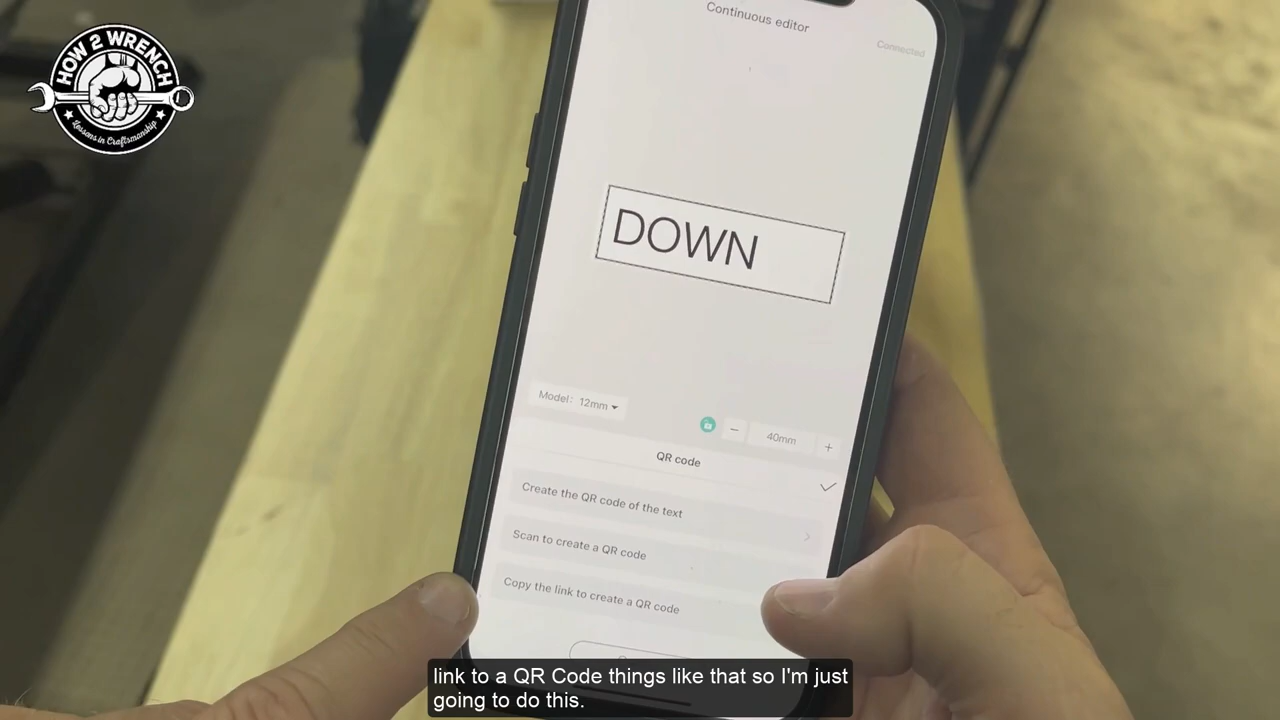 HOW 2 WRENCH
Lessons in Craftsmanship
Continuous editor
Connected
DOWN
Model: 12mm
40mm
QR code
Create the QR code of the text
Scan to create a QR code
Copy the link to create a QR code
link to a QR Code things like that so I'm just
going to do this.